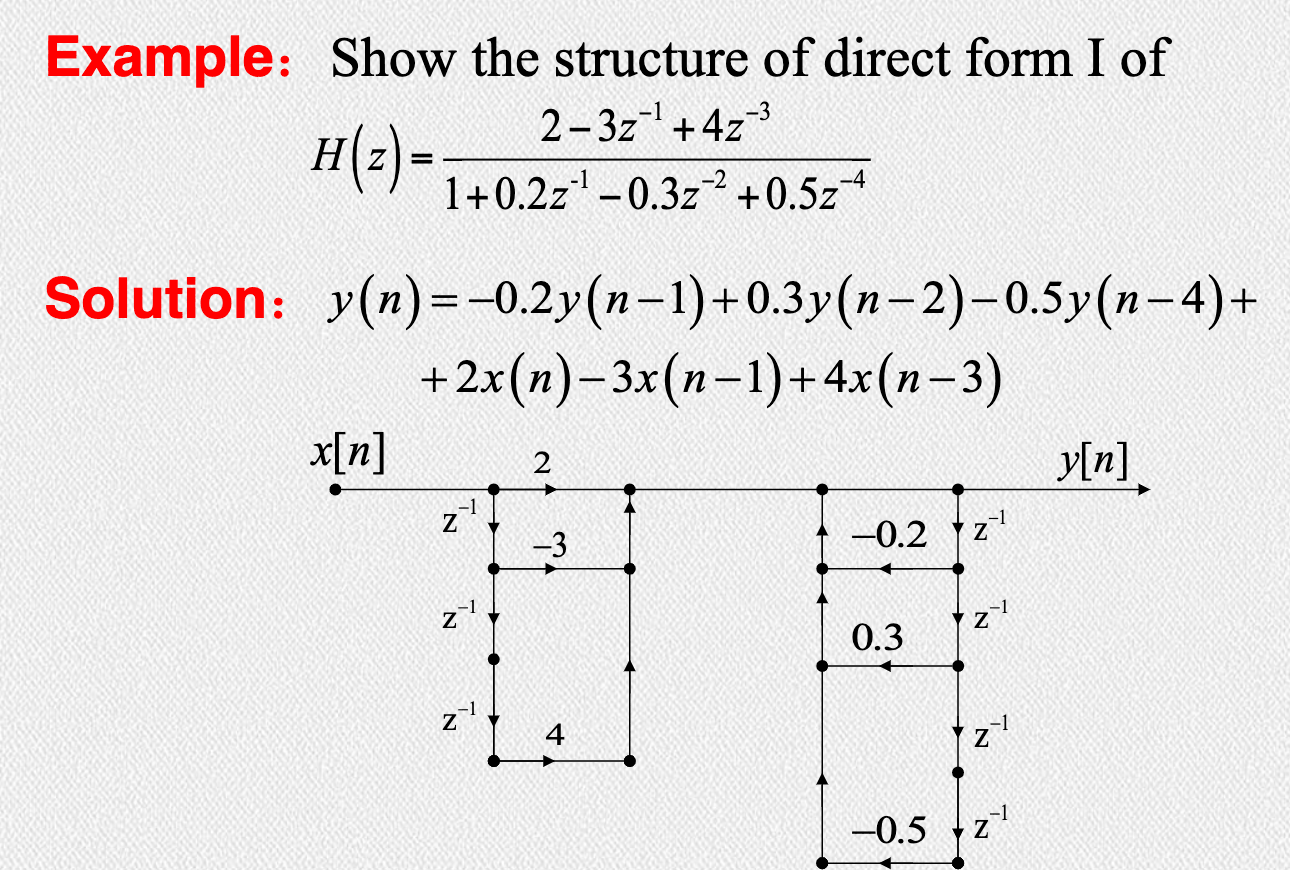 Example： Show the structure of direct form I of
H(z) = (2−3z⁻¹+4z⁻³)/(1+0.2z⁻¹−0.3z⁻²+0.5z⁻⁴)
Solution： y(n)=−0.2y(n−1)+0.3y(n−2)−0.5y(n−4)+
+2x(n)−3x(n−1)+4x(n−3)
x[n] 2 y[n]
z⁻¹ −0.2 z⁻¹
−3
z⁻¹ 0.3 z⁻¹
z⁻¹ 4 z⁻¹
−0.5 z⁻¹